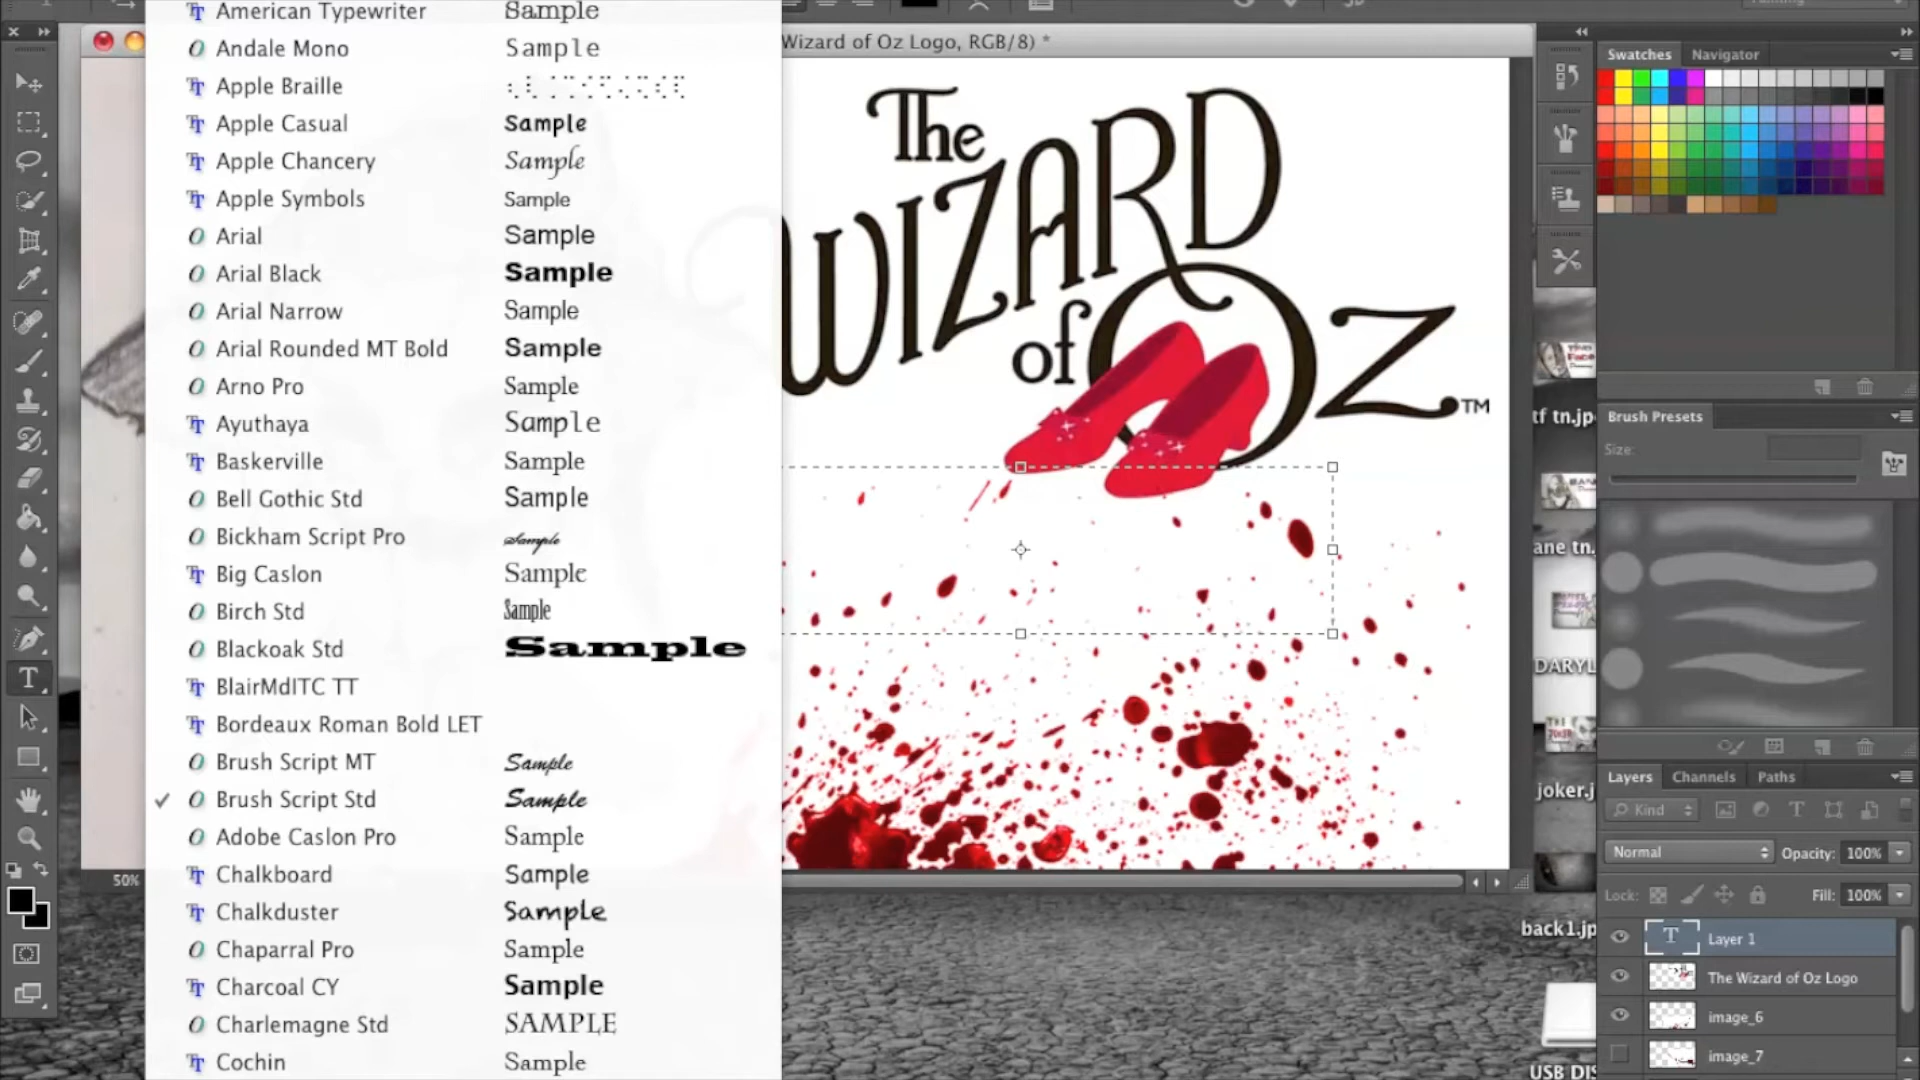 American Typewriter Sample
Andale Mono Sample
Apple Braille
Apple Casual Sample
Apple Chancery Sample
Apple Symbols Sample
Arial Sample
Arial Black Sample
Arial Narrow Sample
Arial Rounded MT Bold Sample
Arno Pro Sample
Ayuthaya Sample
Baskerville Sample
Bell Gothic Std Sample
Bickham Script Pro Sample
Big Caslon Sample
Birch Std Sample
Blackoak Std Sample
BlairMdITC TT
Bordeaux Roman Bold LET
Brush Script MT Sample
Brush Script Std Sample
Adobe Caslon Pro Sample
Chalkboard Sample
Chalkduster Sample
Chaparral Pro Sample
Charcoal CY Sample
Charlemagne Std SAMPLE
Cochin Sample
50%
Wizard of Oz Logo, RGB/8) *
The
WIZARD
of OZ
TM
tf tn.jp
ane tn.
DARYL
joker.j
back1.jp
USB DIS
Swatches Navigator
Brush Presets
Size:
Layers Channels Paths
Kind
Normal Opacity: 100%
Lock: Fill: 100%
Layer 1
The Wizard of Oz Logo
image_6
image_7